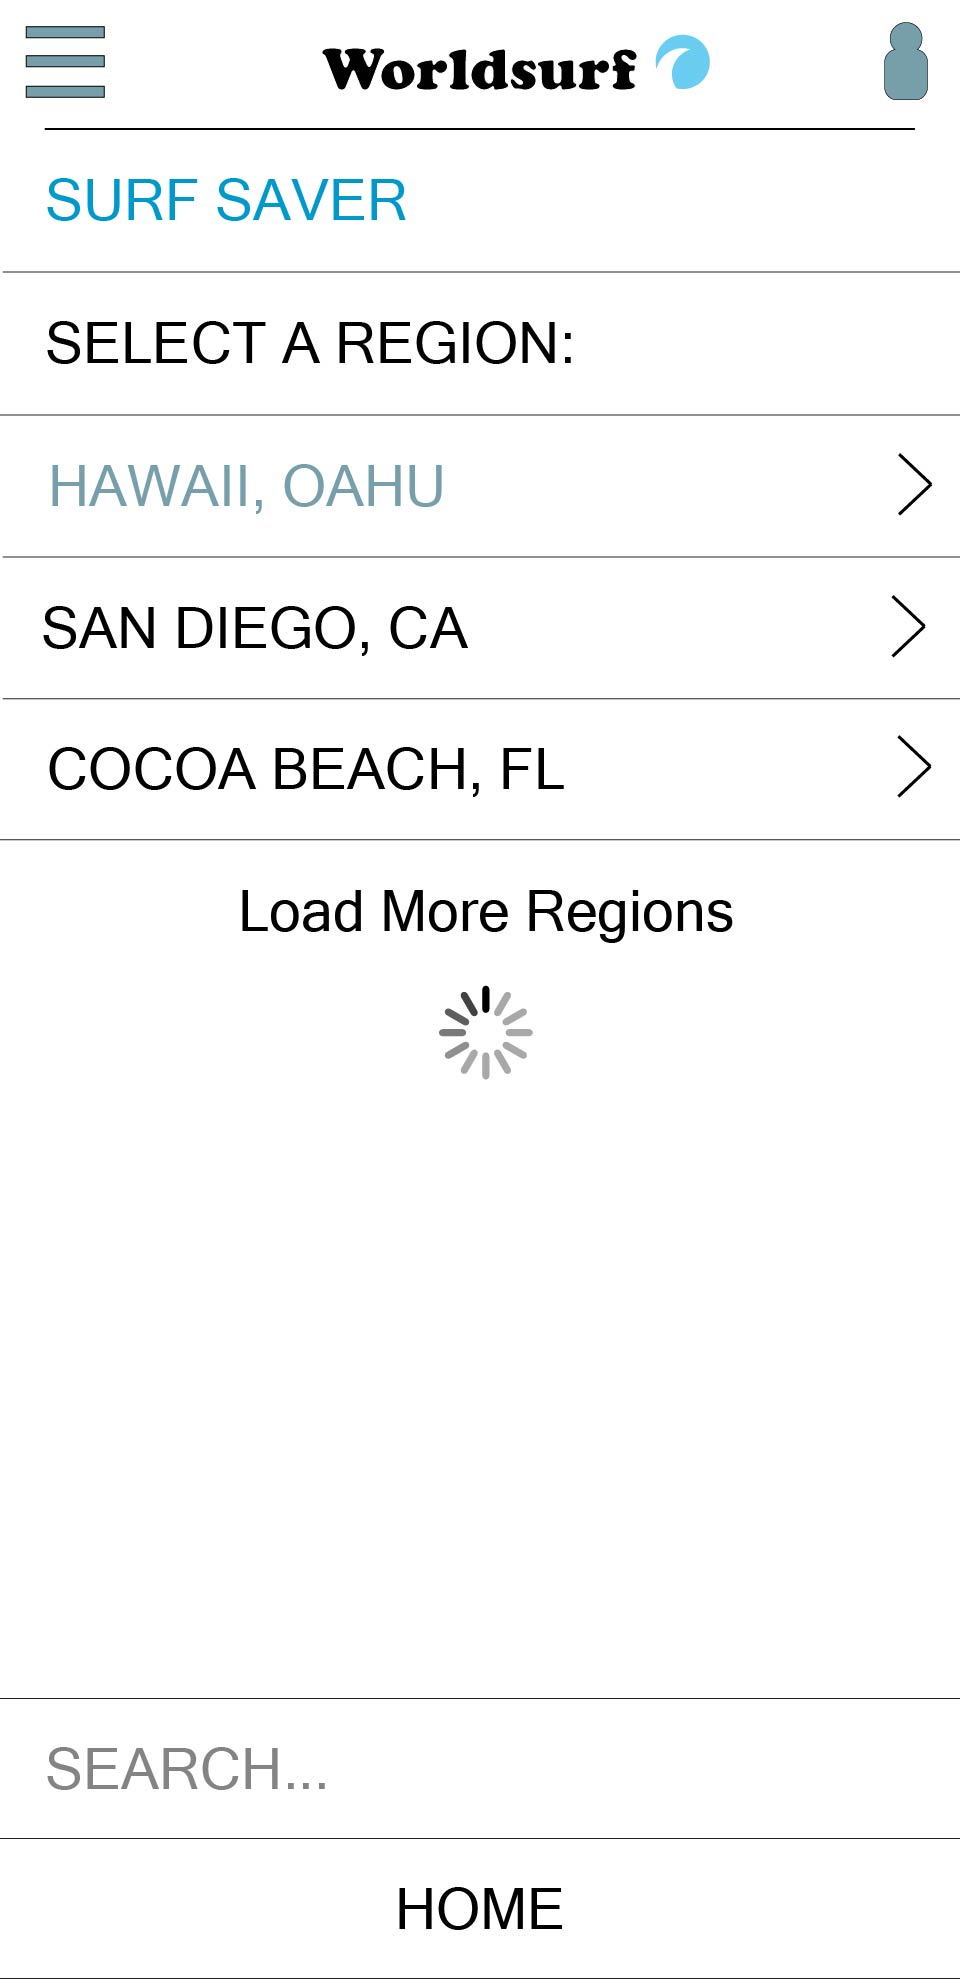 Worldsurf
SURF SAVER
SELECT A REGION:
HAWAII, OAHU
SAN DIEGO, CA
COCOA BEACH, FL
Load More Regions
SEARCH...
HOME